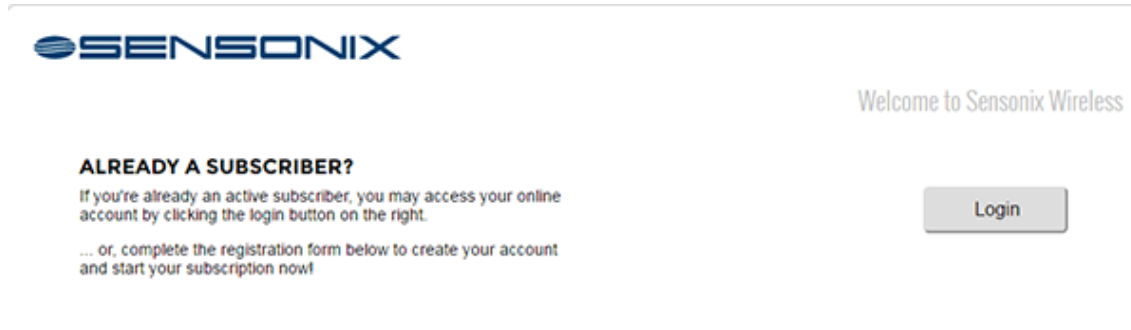 SENSONIX
Welcome to Sensonix Wireless
ALREADY A SUBSCRIBER?
If you're already an active subscriber, you may access your online
account by clicking the login button on the right.
Login
... or, complete the registration form below to create your account
and start your subscription now!